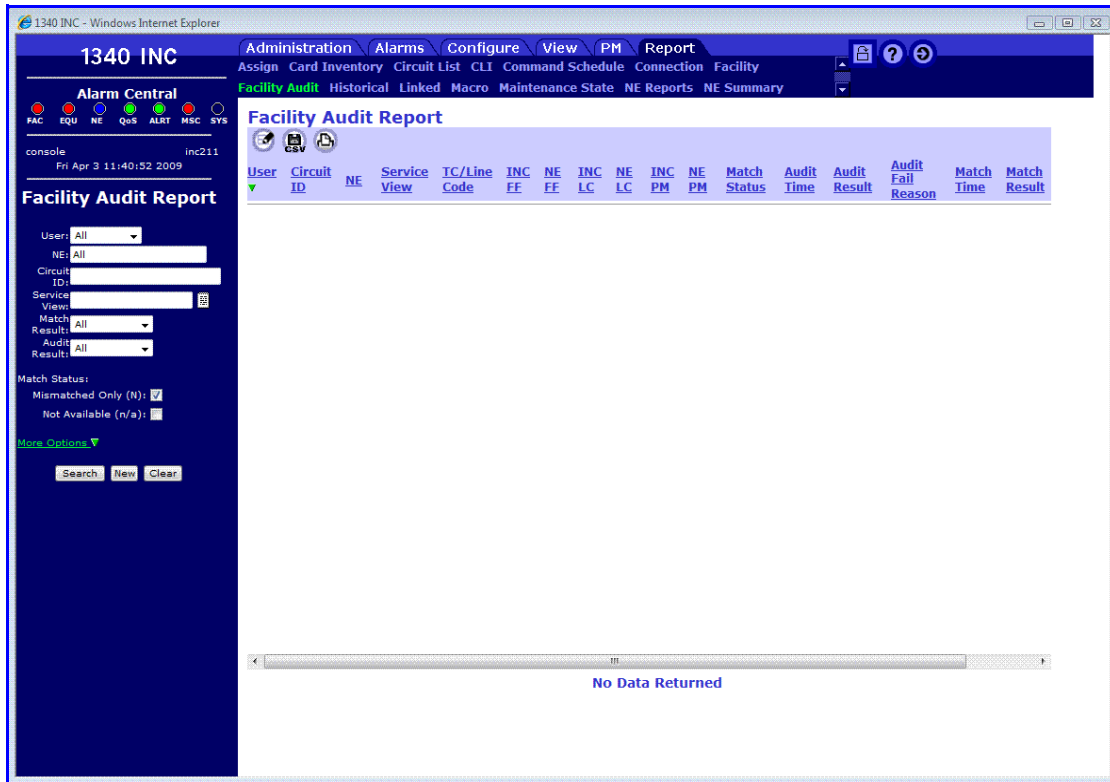 1340 INC - Windows Internet Explorer
1340 INC
Alarm Central
FAC EQU NE QoS ALRT MSC SYS
console inc211
Fri Apr 3 11:40:52 2009
Facility Audit Report
User: All
NE: All
Circuit
ID:
Service
View:
Match
Result: All
Audit
Result: All
Match Status:
Mismatched Only (N):
Not Available (n/a):
More Options
Search New Clear
Administration Alarms Configure View PM Report
Assign Card Inventory Circuit List CLI Command Schedule Connection Facility
Facility Audit Historical Linked Macro Maintenance State NE Reports NE Summary
?
Facility Audit Report
CSV
User Circuit ID NE Service View TC/Line Code INC FF NE FF INC LC NE LC INC PM NE PM Match Status Audit Time Audit Result Audit Fail Reason Match Time Match Result
No Data Returned